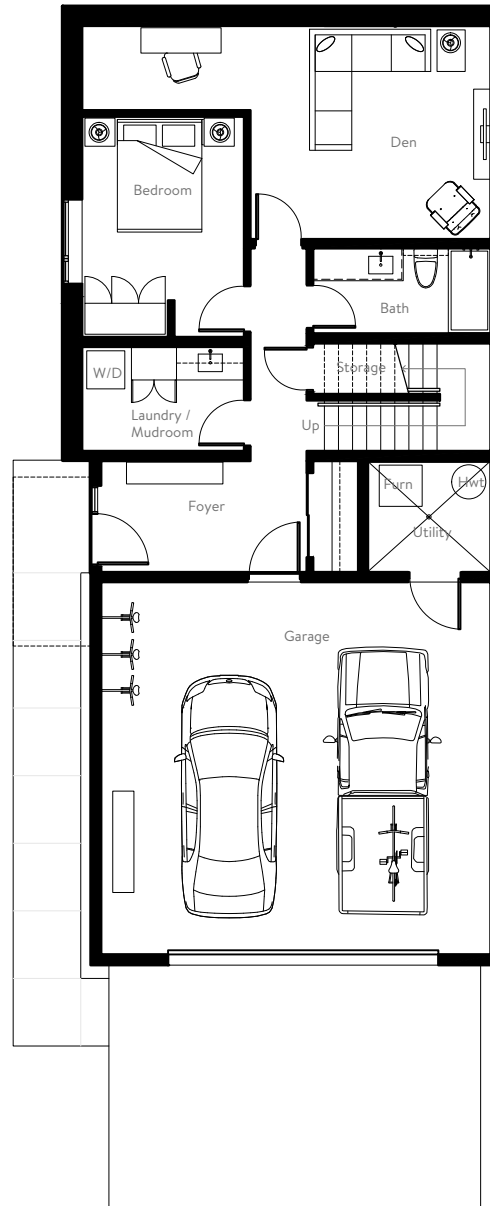 Den
Bedroom
Bath
Storage
W/D
Laundry /
Mudroom
Up
Furn
Hwt
Foyer
Utility
Garage